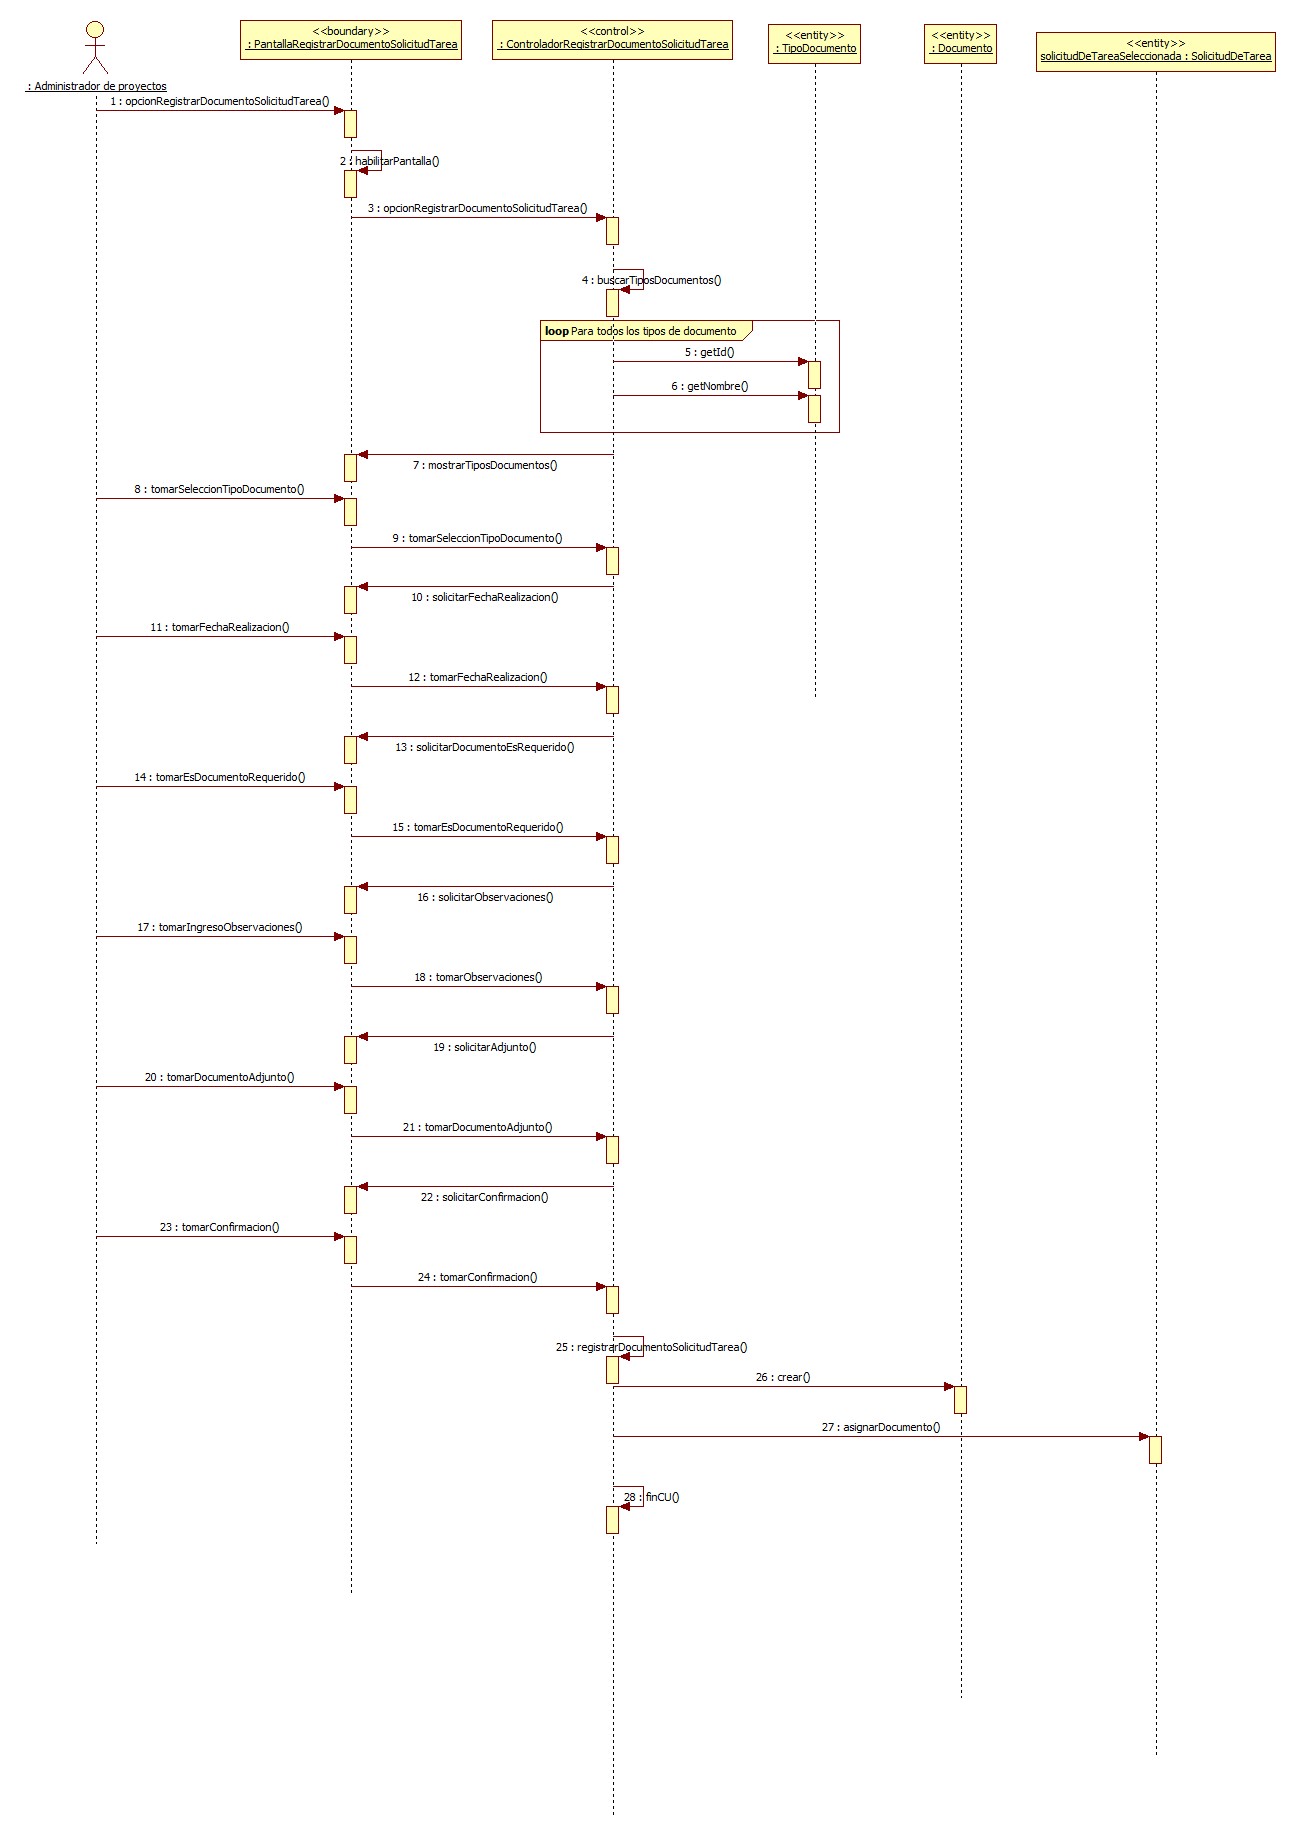 <<boundary>>
: PantallaRegistrarDocumentoSolicitudTarea
<<control>>
: ControladorRegistrarDocumentoSolicitudTarea
<<entity>>
: TipoDocumento
<<entity>>
: Documento
<<entity>>
solicitudDeTareaSeleccionada : SolicitudDeTarea
: Administrador de proyectos
1 : opcionRegistrarDocumentoSolicitudTarea()
2 : habilitarPantalla()
3 : opcionRegistrarDocumentoSolicitudTarea()
4 : buscarTiposDocumentos()
loop Para todos los tipos de documento
5 : getId()
6 : getNombre()
7 : mostrarTiposDocumentos()
8 : tomarSeleccionTipoDocumento()
9 : tomarSeleccionTipoDocumento()
10 : solicitarFechaRealizacion()
11 : tomarFechaRealizacion()
12 : tomarFechaRealizacion()
13 : solicitarDocumentoEsRequerido()
14 : tomarEsDocumentoRequerido()
15 : tomarEsDocumentoRequerido()
16 : solicitarObservaciones()
17 : tomarIngresoObservaciones()
18 : tomarObservaciones()
19 : solicitarAdjunto()
20 : tomarDocumentoAdjunto()
21 : tomarDocumentoAdjunto()
22 : solicitarConfirmacion()
23 : tomarConfirmacion()
24 : tomarConfirmacion()
25 : registrarDocumentoSolicitudTarea()
26 : crear()
27 : asignarDocumento()
28 : finCU()